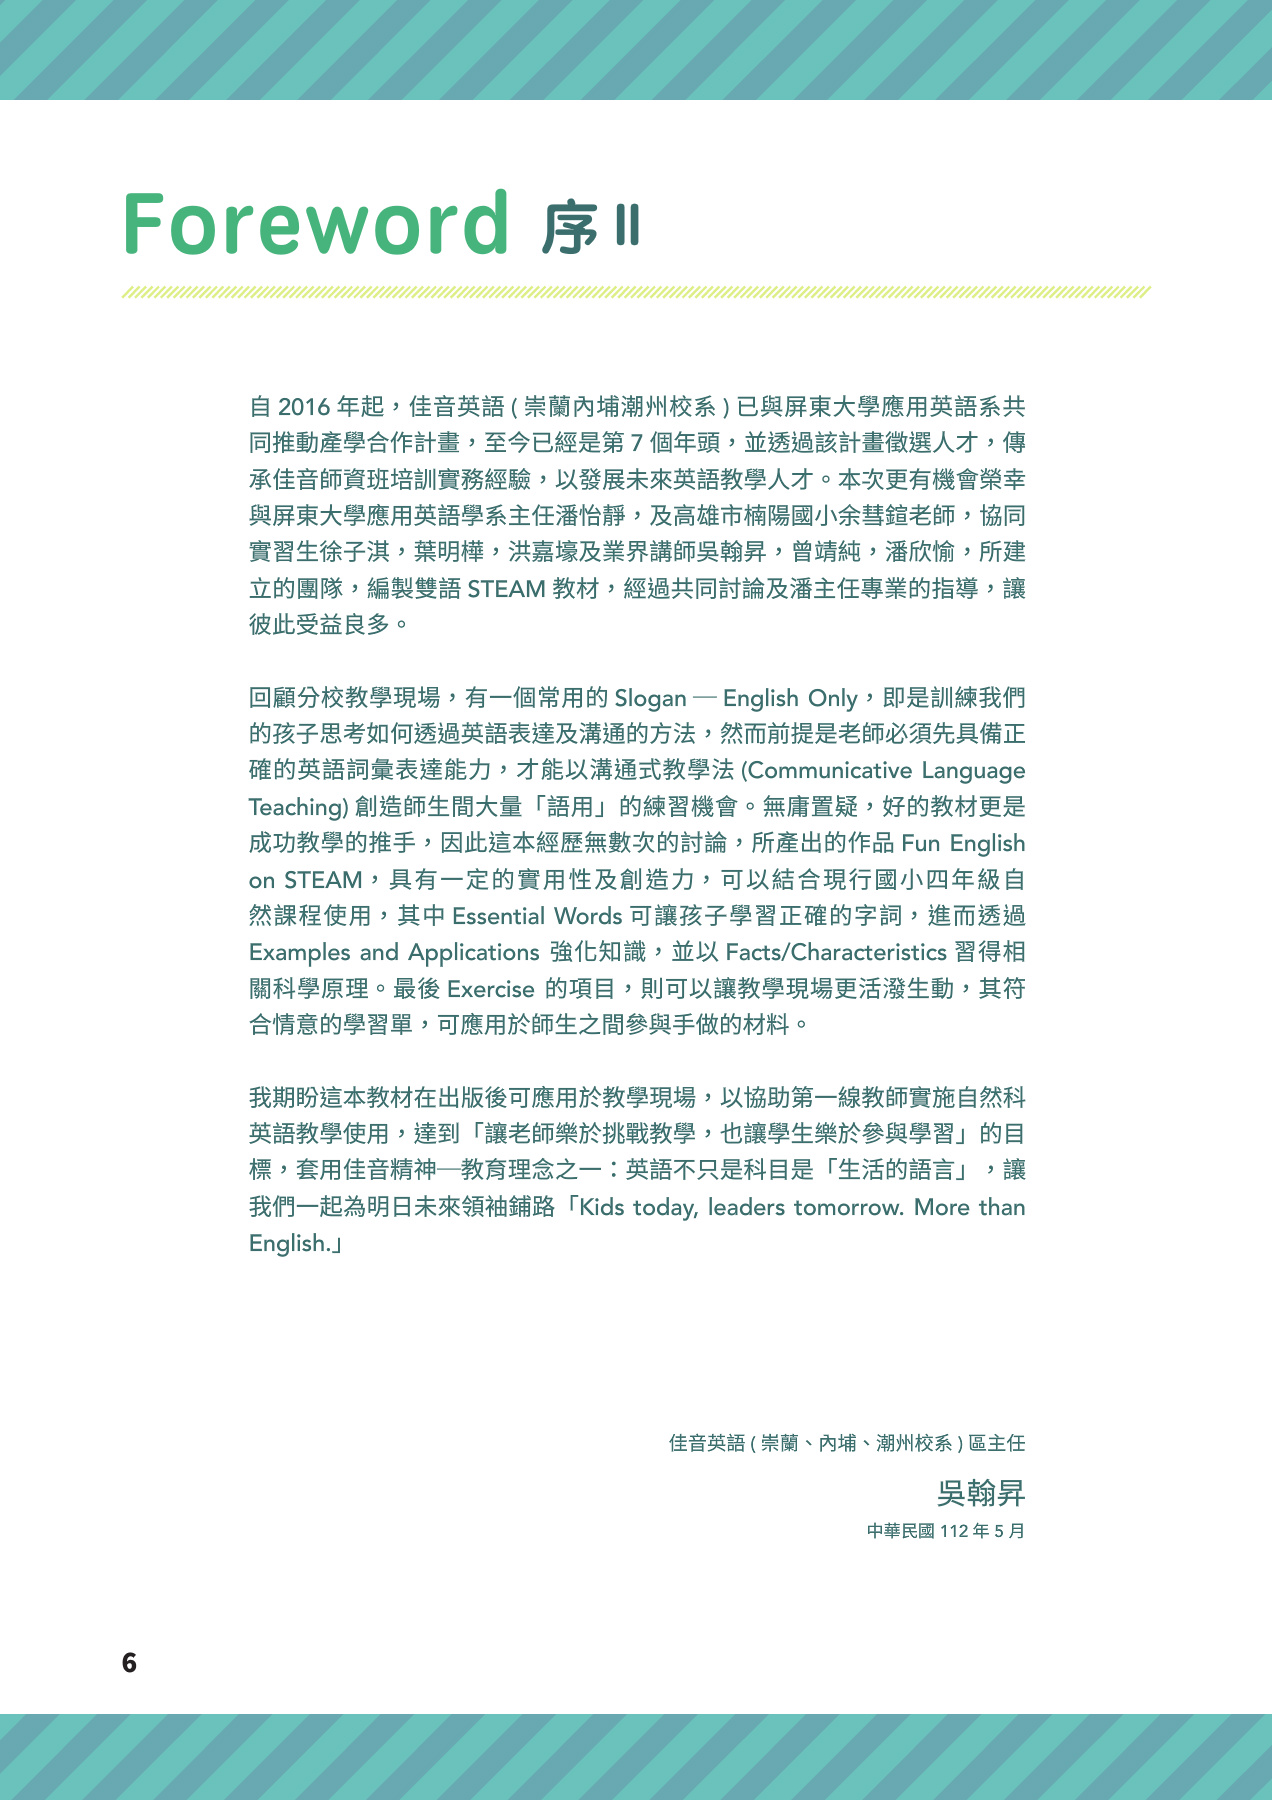 Foreword 序 II
自 2016 年起，佳音英語 ( 崇蘭內埔潮州校系 ) 已與屏東大學應用英語系共
同推動產學合作計畫，至今已經是第 7 個年頭，並透過該計畫徵選人才，傳
承佳音師資班培訓實務經驗，以發展未來英語教學人才。本次更有機會榮幸
與屏東大學應用英語學系主任潘怡靜，及高雄市楠陽國小余彗鍹老師，協同
實習生徐子淇，葉明樺，洪嘉壕及業界講師吳翰昇，曾靖純，潘欣愉，所建
立的團隊，編製雙語 STEAM 教材，經過共同討論及潘主任專業的指導，讓
彼此受益良多。
回顧分校教學現場，有一個常用的 Slogan — English Only，即是訓練我們
的孩子思考如何透過英語表達及溝通的方法，然而前提是老師必須先具備正
確的英語詞彙表達能力，才能以溝通式教學法 (Communicative Language
Teaching) 創造師生間大量「語用」的練習機會。無庸置疑，好的教材更是
成功教學的推手，因此這本經歷無數次的討論，所產出的作品 Fun English
on STEAM，具有一定的實用性及創造力，可以結合現行國小四年級自
然課程使用，其中 Essential Words 可讓孩子學習正確的字詞，進而透過
Examples and Applications 強化知識，並以 Facts/Characteristics 習得相
關科學原理。最後 Exercise 的項目，則可以讓教學現場更活潑生動，其符
合情意的學習單，可應用於師生之間參與手做的材料。
我期盼這本教材在出版後可應用於教學現場，以協助第一線教師實施自然科
英語教學使用，達到「讓老師樂於挑戰教學，也讓學生樂於參與學習」的目
標，套用佳音精神—教育理念之一：英語不只是科目是「生活的語言」，讓
我們一起為明日未來領袖鋪路「Kids today, leaders tomorrow. More than
English.」
佳音英語 ( 崇蘭、內埔、潮州校系 ) 區主任
吳翰昇
中華民國 112 年 5 月
6